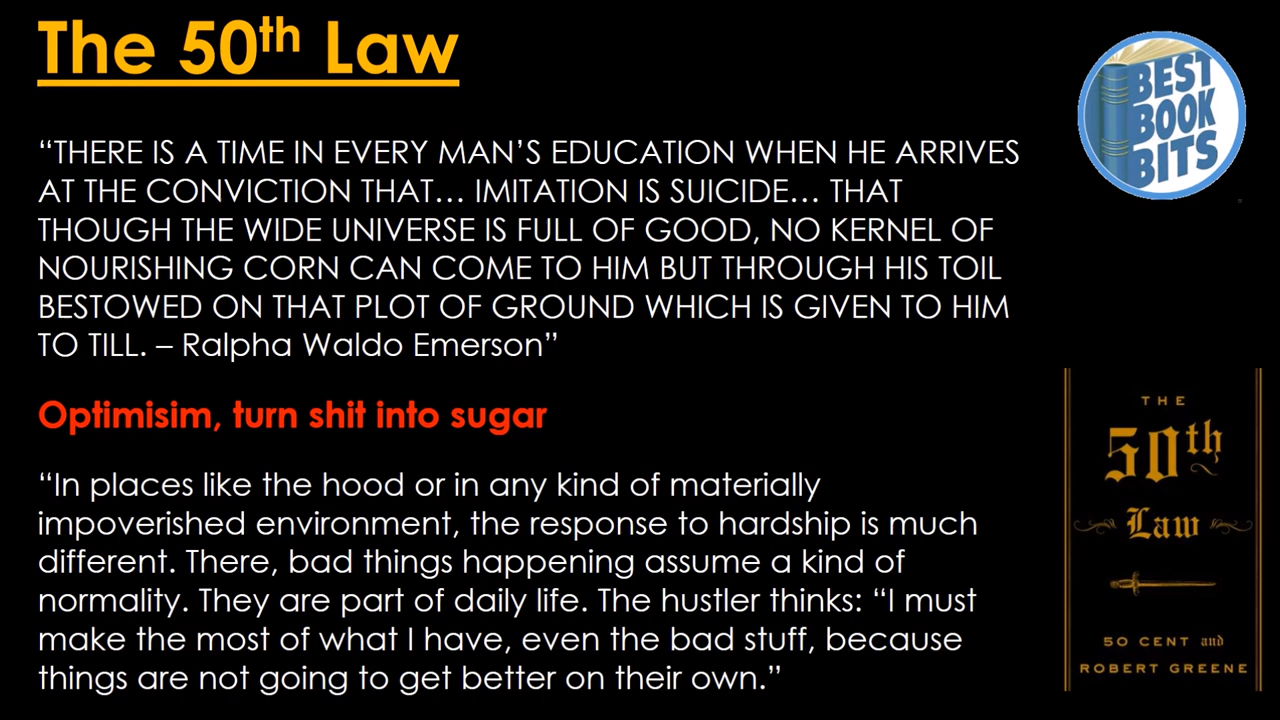 The 50th Law
BEST
BOOK
BITS
“THERE IS A TIME IN EVERY MAN’S EDUCATION WHEN HE ARRIVES
AT THE CONVICTION THAT… IMITATION IS SUICIDE… THAT
THOUGH THE WIDE UNIVERSE IS FULL OF GOOD, NO KERNEL OF
NOURISHING CORN CAN COME TO HIM BUT THROUGH HIS TOIL
BESTOWED ON THAT PLOT OF GROUND WHICH IS GIVEN TO HIM
TO TILL. – Ralpha Waldo Emerson”
Optimisim, turn shit into sugar
“In places like the hood or in any kind of materially
impoverished environment, the response to hardship is much
different. There, bad things happening assume a kind of
normality. They are part of daily life. The hustler thinks: “I must
make the most of what I have, even the bad stuff, because
things are not going to get better on their own.”
THE
50th
Law
50 CENT and
ROBERT GREENE